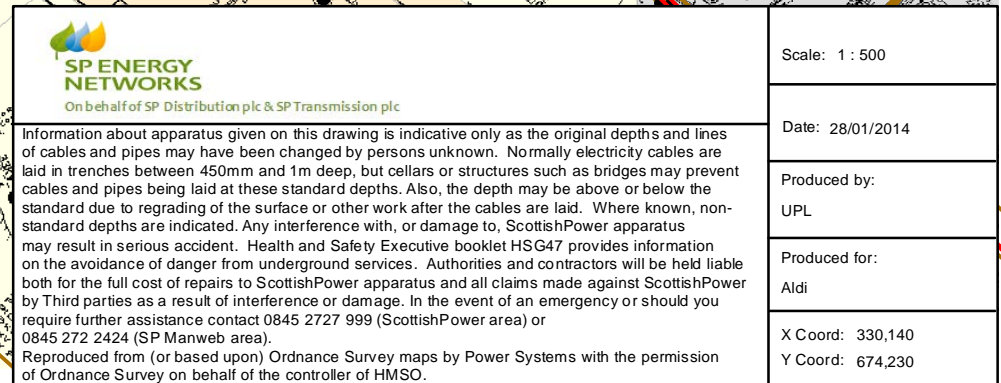 SP ENERGY
NETWORKS
On behalf of SP Distribution plc & SP Transmission plc
Information about apparatus given on this drawing is indicative only as the original depths and lines
of cables and pipes may have been changed by persons unknown. Normally electricity cables are
laid in trenches between 450mm and 1m deep, but cellars or structures such as bridges may prevent
cables and pipes being laid at these standard depths. Also, the depth may be above or below the
standard due to regrading of the surface or other work after the cables are laid. Where known, non-
standard depths are indicated. Any interference with, or damage to, ScottishPower apparatus
may result in serious accident. Health and Safety Executive booklet HSG47 provides information
on the avoidance of danger from underground services. Authorities and contractors will be held liable
both for the full cost of repairs to ScottishPower apparatus and all claims made against ScottishPower
by Third parties as a result of interference or damage. In the event of an emergency or should you
require further assistance contact 0845 2727 999 (ScottishPower area) or
0845 272 2424 (SP Manweb area).
Reproduced from (or based upon) Ordnance Survey maps by Power Systems with the permission
of Ordnance Survey on behalf of the controller of HMSO.
Scale: 1 : 500
Date: 28/01/2014
Produced by:
UPL
Produced for:
Aldi
X Coord: 330,140
Y Coord: 674,230